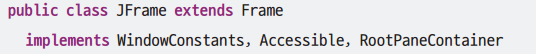 public class JFrame extends Frame
implements WindowConstants, Accessible, RootPaneContainer